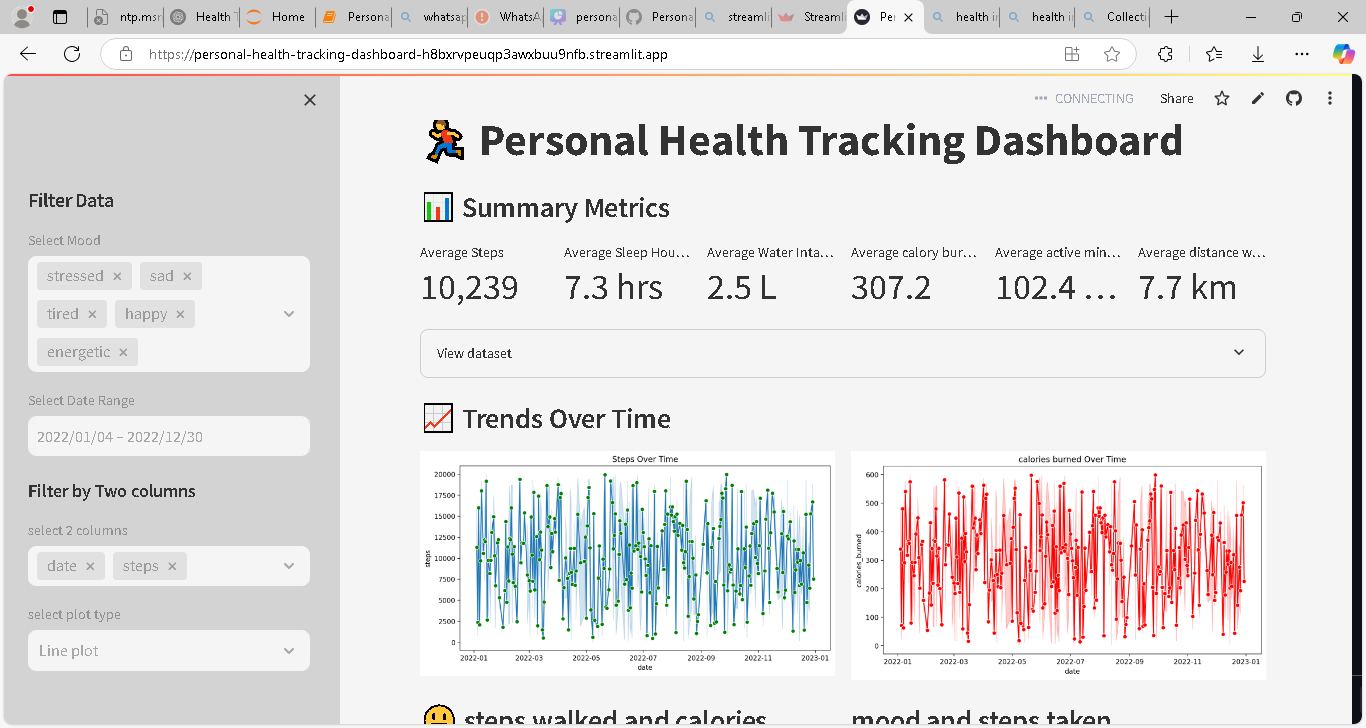 ntp.msn
Health T
Home
Persona
whatsap
WhatsA
persona
Persona
streamli
Streamli
Per
health in
health in
Collecti
https://personal-health-tracking-dashboard-h8bxrvpeuqp3awxbuu9nfb.streamlit.app
CONNECTING
Share
Filter Data
Select Mood
stressed × sad ×
tired × happy ×
energetic ×
Select Date Range
2022/01/04 – 2022/12/30
Filter by Two columns
select 2 columns
date × steps ×
select plot type
Line plot
Personal Health Tracking Dashboard
Summary Metrics
Average Steps
10,239
Average Sleep Hou...
7.3 hrs
Average Water Inta...
2.5 L
Average calory bur...
307.2
Average active min...
102.4 ...
Average distance w...
7.7 km
View dataset
Trends Over Time
Steps Over Time
steps
20000
17500
15000
12500
10000
7500
5000
2500
0
2022-01 2022-03 2022-05 2022-07 2022-09 2022-11 2023-01
date
calories burned Over Time
calories_burned
600
500
400
300
200
100
0
2022-01 2022-03 2022-05 2022-07 2022-09 2022-11 2023-01
date
steps walked and calories
mood and steps taken